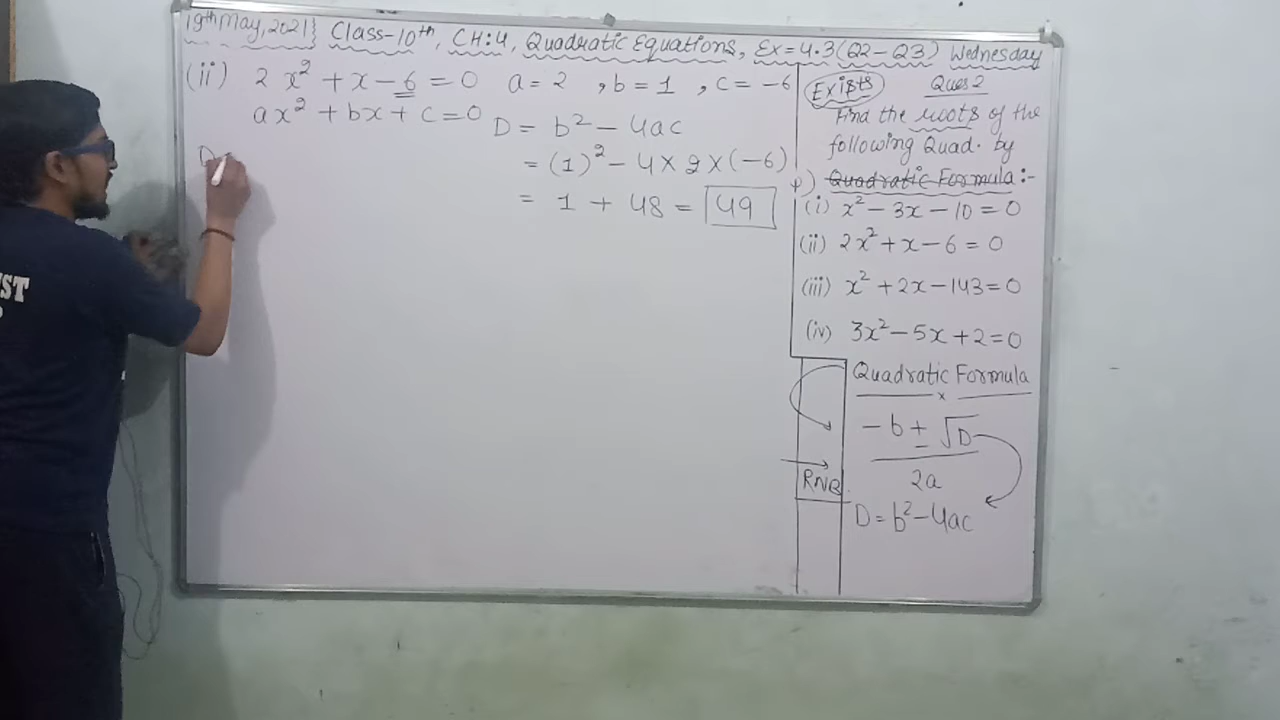 19th May, 2021} Class-10th, CH:4, Quadratic Equations, Ex=4.3(Q2-Q3) Wednesday
(ii) 2x² + x - 6 = 0 a = 2 , b = 1 , c = -6
ax² + bx + c = 0 D = b² - 4ac
= (1)² - 4 × 2 × (-6)
= 1 + 48 = 49
D
Exists Ques 2
Find the roots of the
following Quad. by
Quadratic Formula :-
(i) x² - 3x - 10 = 0
(ii) 2x² + x - 6 = 0
(iii) x² + 2x - 143 = 0
(iv) 3x² - 5x + 2 = 0
Quadratic Formula
-b ± √D
2a
RNB
D = b² - 4ac
ST